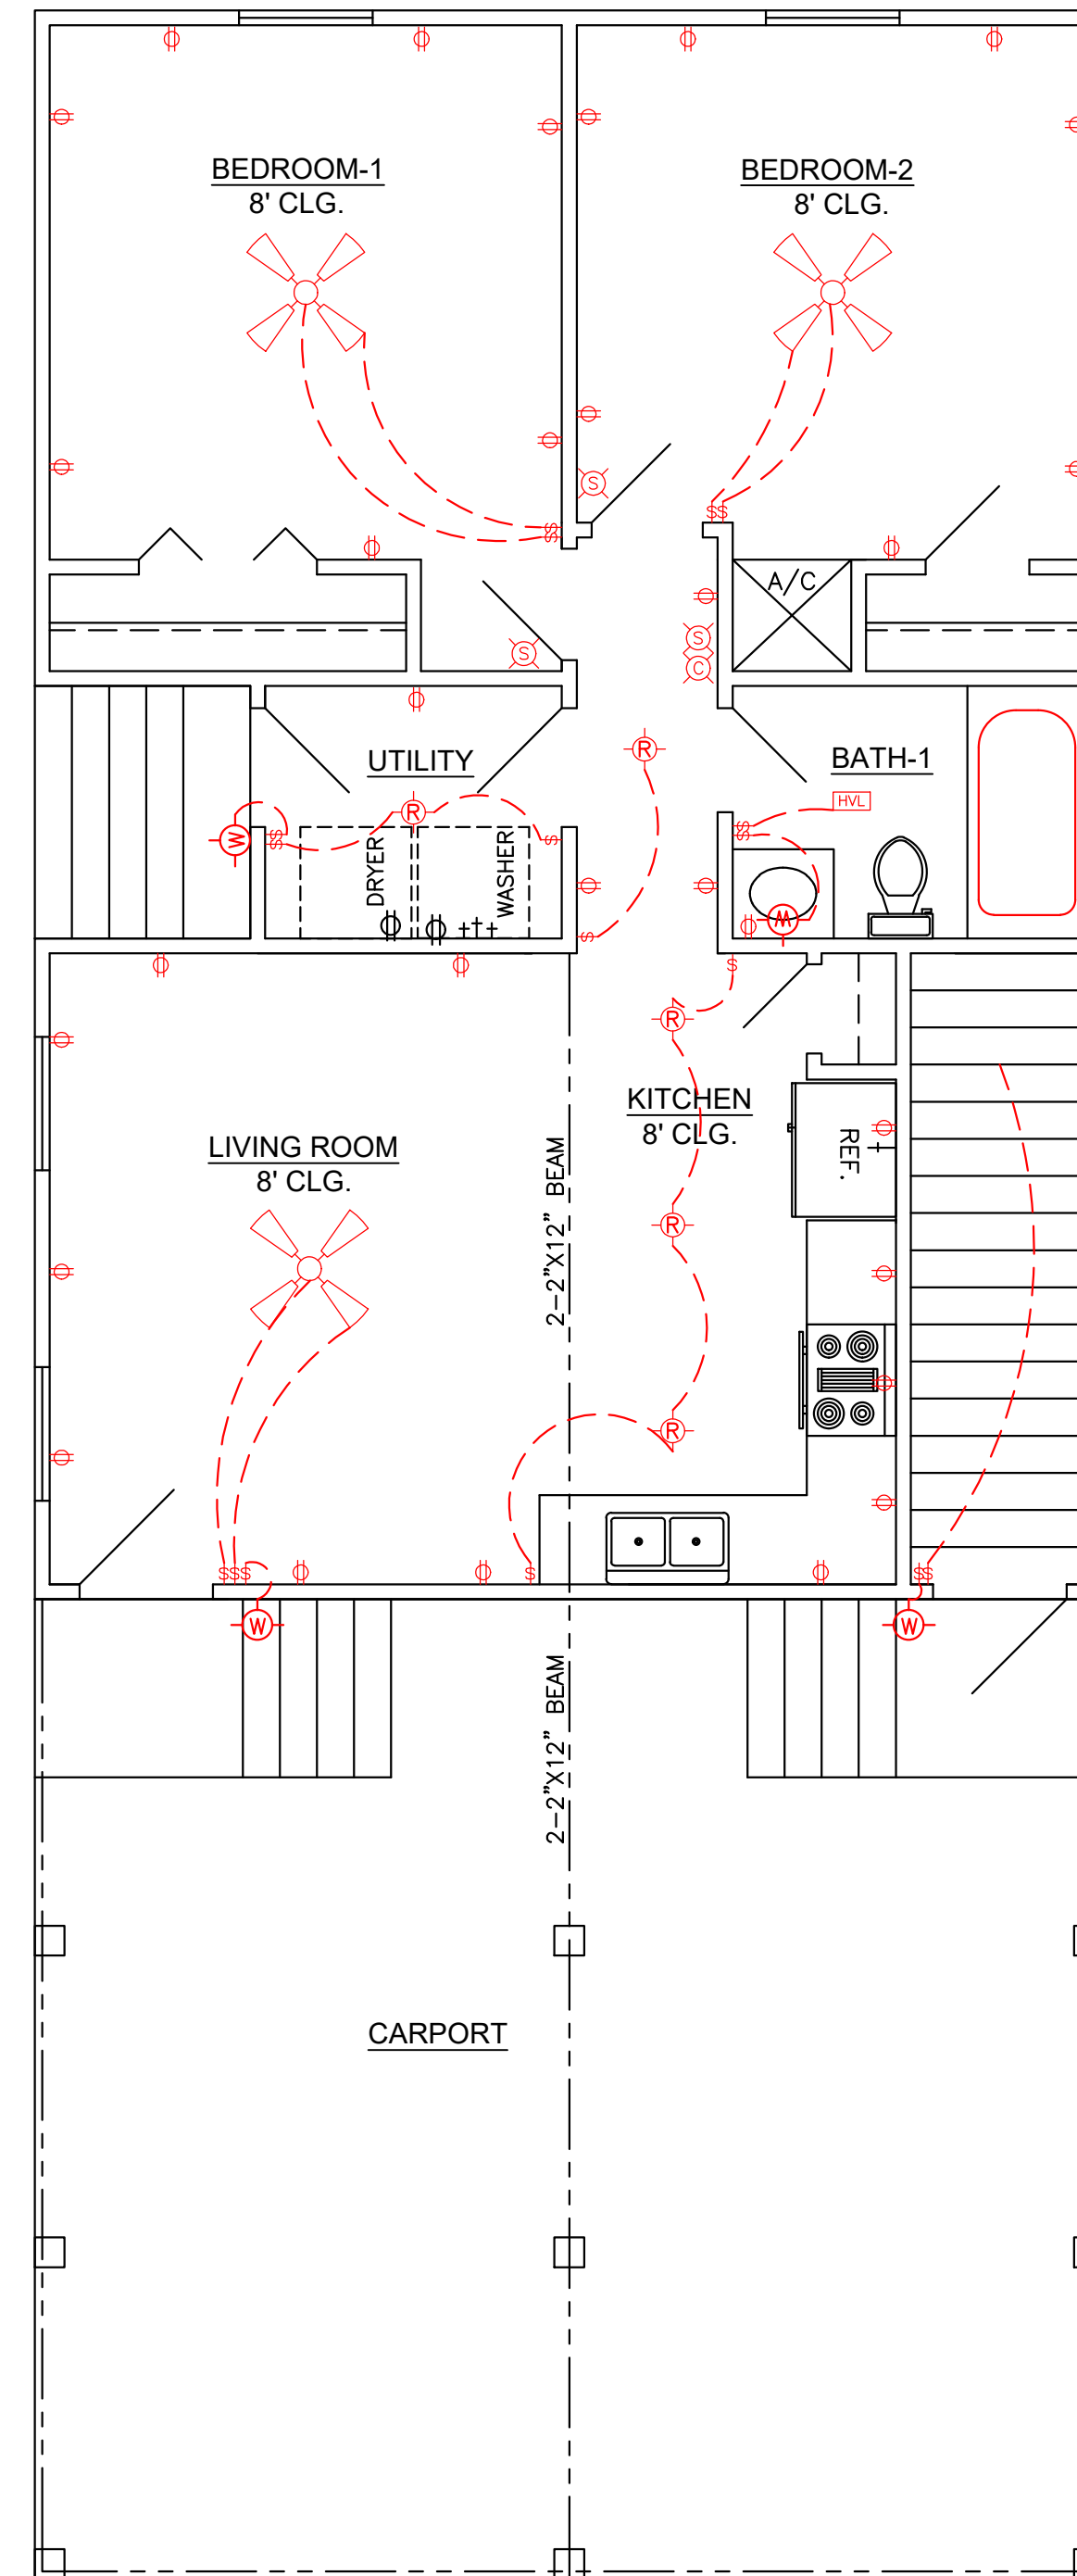 BEDROOM-1
8' CLG.
BEDROOM-2
8' CLG.
S
A/C
S
S
C
R
UTILITY
BATH-1
HVL
R
W
$$
$
$$
DRYER
WASHER
W
$
$
R
KITCHEN
8' CLG.
LIVING ROOM
8' CLG.
REF.
2-2"X12" BEAM
R
R
$$$
$
$$
W
W
2-2"X12" BEAM
CARPORT